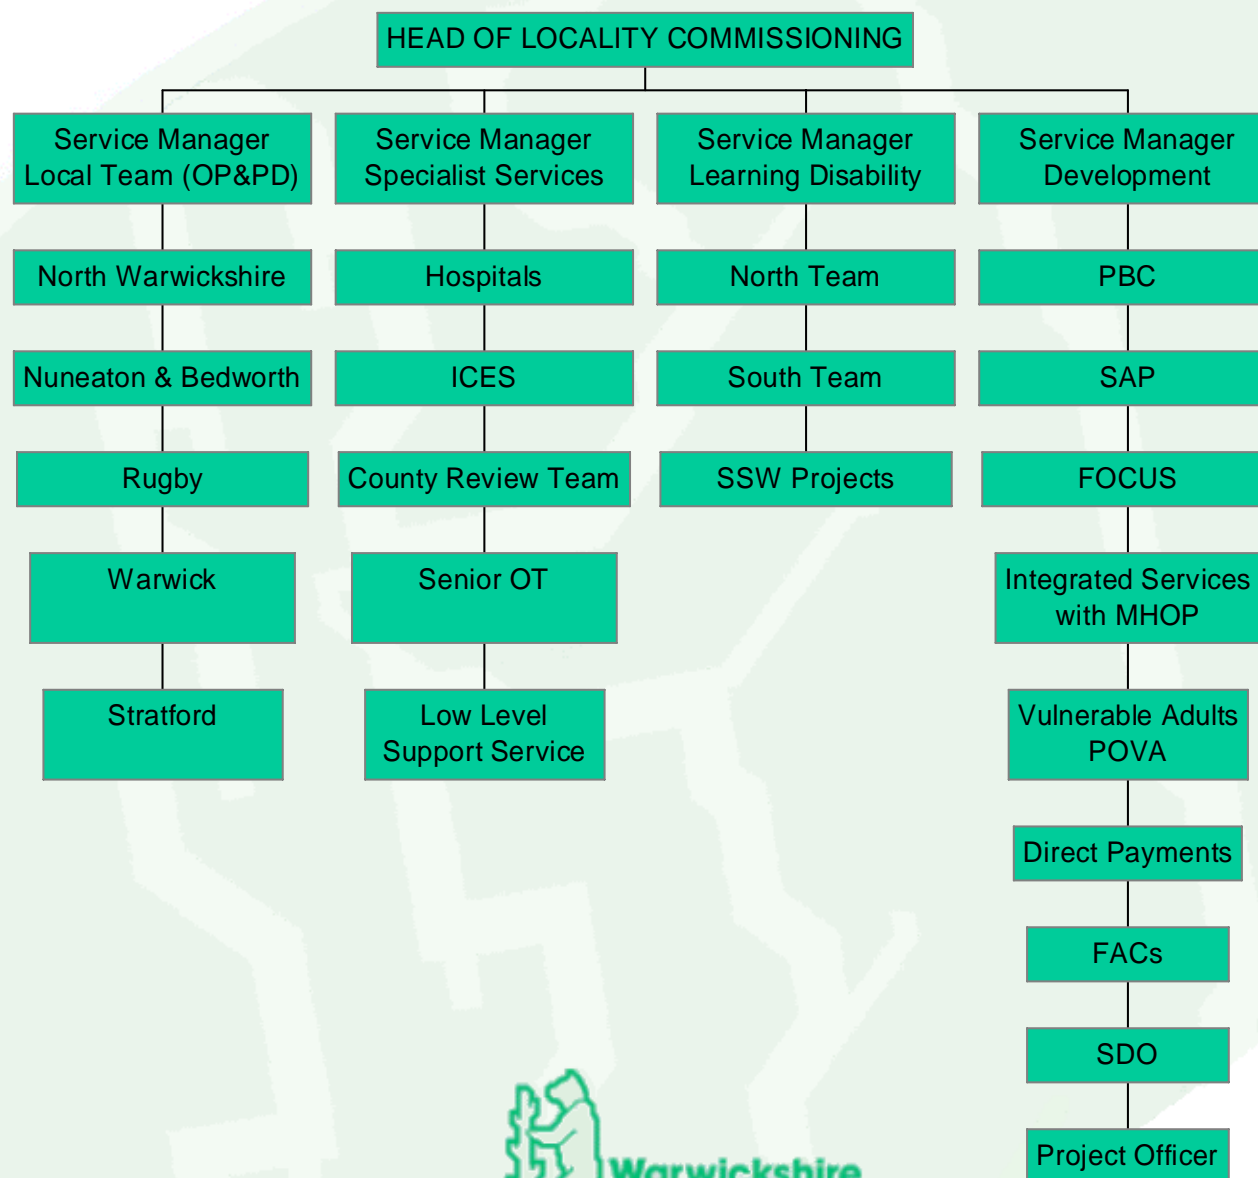 HEAD OF LOCALITY COMMISSIONING
Service Manager
Local Team (OP&PD)
North Warwickshire
Nuneaton & Bedworth
Rugby
Warwick
Stratford
Service Manager
Specialist Services
Hospitals
ICES
County Review Team
Senior OT
Low Level
Support Service
Service Manager
Learning Disability
North Team
South Team
SSW Projects
Service Manager
Development
PBC
SAP
FOCUS
Integrated Services
with MHOP
Vulnerable Adults
POVA
Direct Payments
FACs
SDO
Project Officer
Warwickshire